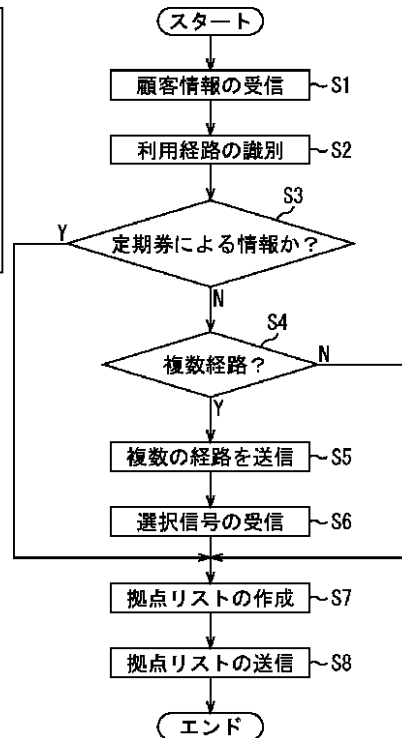 スタート
顧客情報の受信 S1
利用経路の識別 S2
S3
Y
定期券による情報か？
N
S4
複数経路？
N
Y
複数の経路を送信 S5
選択信号の受信 S6
拠点リストの作成 S7
拠点リストの送信 S8
エンド